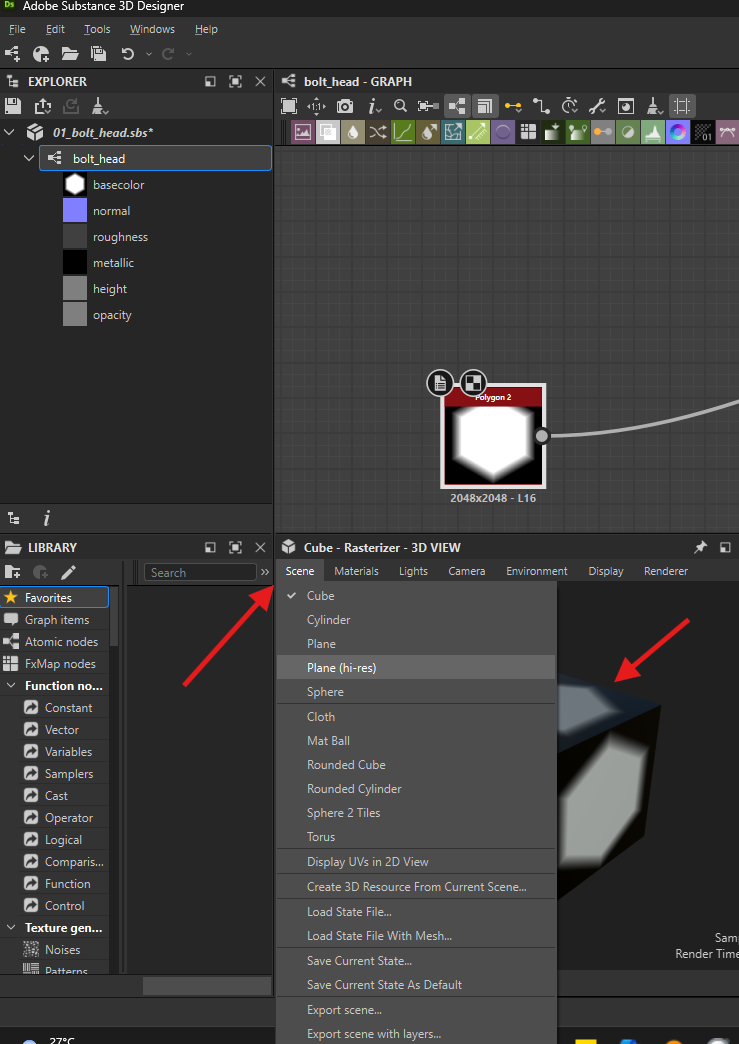 Ds Adobe Substance 3D Designer
File Edit Tools Windows Help
EXPLORER
01_bolt_head.sbs*
bolt_head
basecolor
normal
roughness
metallic
height
opacity
bolt_head - GRAPH
1:1
01
Polygon 2
2048x2048 - L16
LIBRARY
Search
Favorites
Graph items
Atomic nodes
FxMap nodes
Function no...
Constant
Vector
Variables
Samplers
Cast
Operator
Logical
Comparis...
Function
Control
Texture gen...
Noises
Patterns
Cube - Rasterizer - 3D VIEW
Scene Materials Lights Camera Environment Display Renderer
Cube
Cylinder
Plane
Plane (hi-res)
Sphere
Cloth
Mat Ball
Rounded Cube
Rounded Cylinder
Sphere 2 Tiles
Torus
Display UVs in 2D View
Create 3D Resource From Current Scene...
Load State File...
Load State File With Mesh...
Save Current State...
Save Current State As Default
Export scene...
Export scene with layers...
Samp
Render Time
27°C